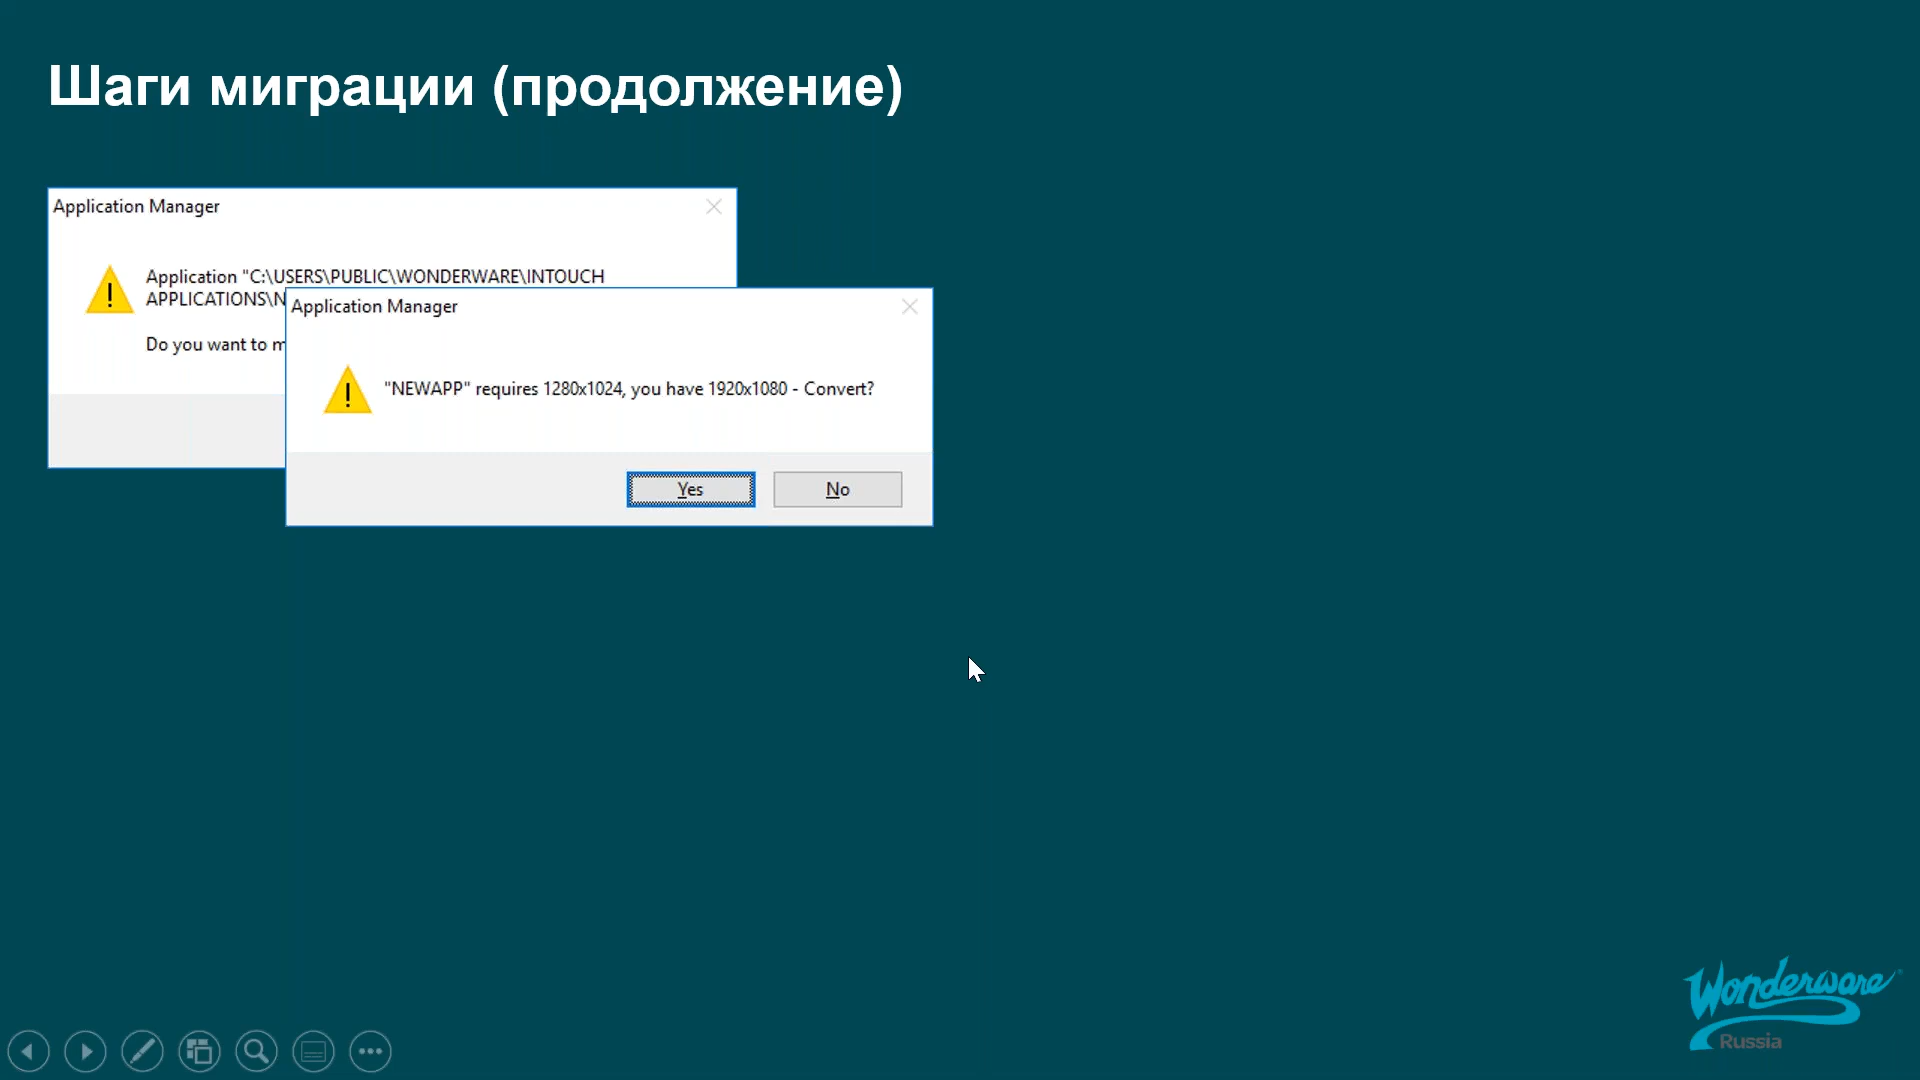 Шаги миграции (продолжение)
Application Manager
Application "C:\USERS\PUBLIC\WONDERWARE\INTOUCH
APPLICATIONS\N
Do you want to m
Application Manager
"NEWAPP" requires 1280x1024, you have 1920x1080 - Convert?
Yes
No
Wonderware
Russia